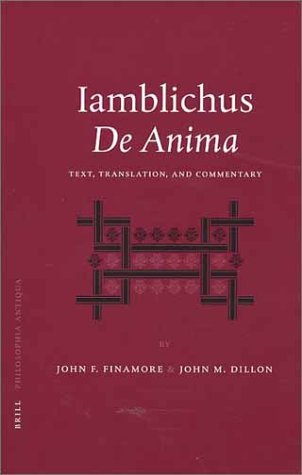 Iamblichus
De Anima
TEXT, TRANSLATION, AND COMMENTARY
BY
JOHN F. FINAMORE & JOHN M. DILLON
BRILL
PHILOSOPHIA ANTIQUA